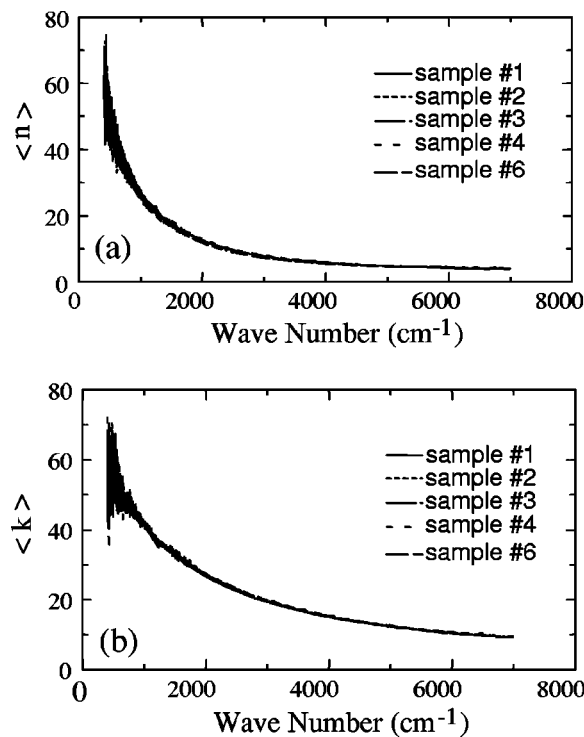 80
60
40
20
0
< n >
sample #1
sample #2
sample #3
sample #4
sample #6
(a)
0 2000 4000 6000 8000
Wave Number (cm-1)
80
60
40
20
0
< k >
sample #1
sample #2
sample #3
sample #4
sample #6
(b)
0 2000 4000 6000 8000
Wave Number (cm-1)